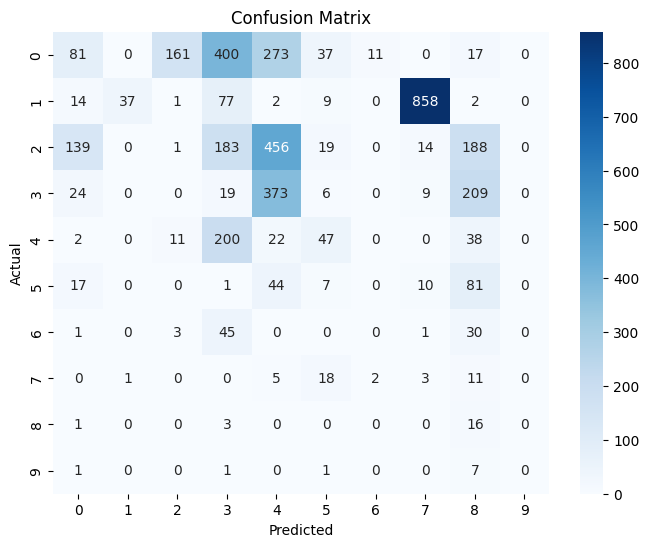 Confusion Matrix
0 81 0 161 400 273 37 11 0 17 0
1 14 37 1 77 2 9 0 858 2 0
2 139 0 1 183 456 19 0 14 188 0
3 24 0 0 19 373 6 0 9 209 0
4 2 0 11 200 22 47 0 0 38 0
5 17 0 0 1 44 7 0 10 81 0
6 1 0 3 45 0 0 0 1 30 0
7 0 1 0 0 5 18 2 3 11 0
8 1 0 0 3 0 0 0 0 16 0
9 1 0 0 1 0 1 0 0 7 0
0 1 2 3 4 5 6 7 8 9
Actual
Predicted
800
700
600
500
400
300
200
100
0